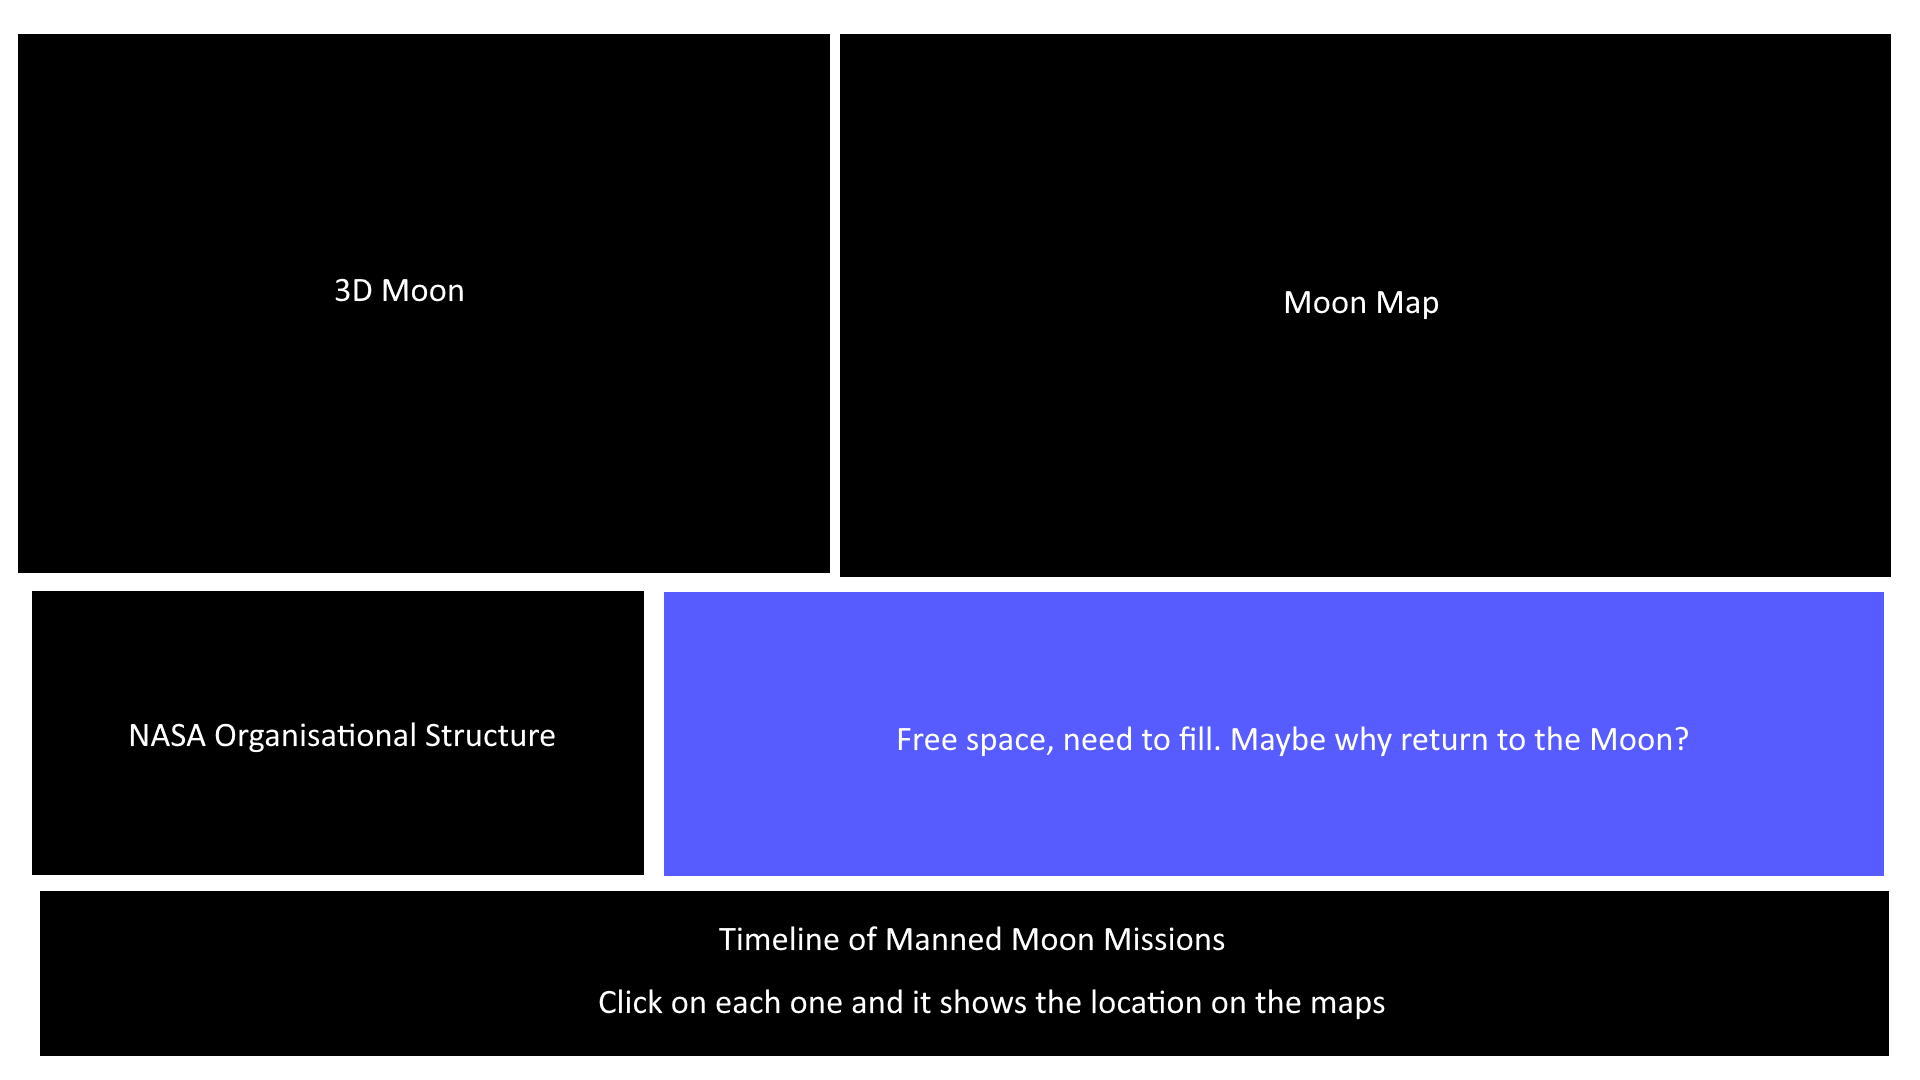 3D Moon
Moon Map
NASA Organisational Structure
Free space, need to fill. Maybe why return to the Moon?
Timeline of Manned Moon Missions
Click on each one and it shows the location on the maps